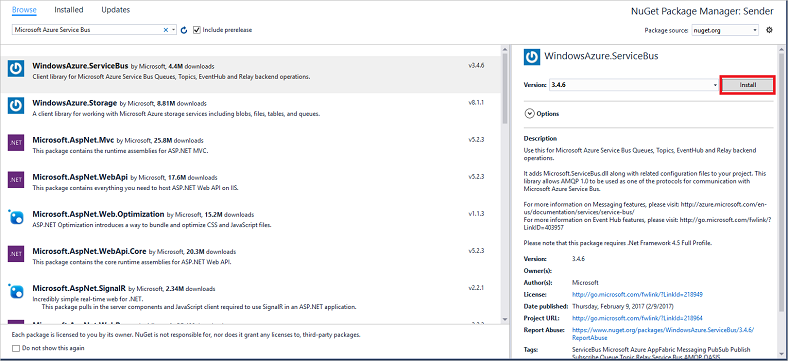 Browse Installed Updates NuGet Package Manager: Sender
Microsoft Azure Service Bus Include prerelease Package source: nuget.org
WindowsAzure.ServiceBus by Microsoft, 4.4M downloads v3.4.6
Client library for Microsoft Azure Service Bus Queues, Topics, EventHub and Relay backend operations.
WindowsAzure.Storage by Microsoft, 8.81M downloads v8.1.1
A client library for working with Microsoft Azure storage services including blobs, files, tables, and queues.
.NET
Microsoft.AspNet.Mvc by Microsoft, 25.8M downloads v5.2.3
This package contains the runtime assemblies for ASP.NET MVC.
.NET
Microsoft.AspNet.WebApi by Microsoft, 17.6M downloads v5.2.3
This package contains everything you need to host ASP.NET Web API on IIS.
Microsoft.AspNet.Web.Optimization by Microsoft, 15.2M downloads v1.1.3
ASP.NET Optimization introduces a way to bundle and optimize CSS and JavaScript files.
.NET
Microsoft.AspNet.WebApi.Core by Microsoft, 20.3M downloads v5.2.3
This package contains the core runtime assemblies for ASP.NET Web API.
Microsoft.AspNet.SignalR by Microsoft, 2.34M downloads v2.2.1
Incredibly simple real-time web for .NET.
This package pulls in the server components and JavaScript client required to use SignalR in an ASP.NET application.
Each package is licensed to you by its owner. NuGet is not responsible for, nor does it grant any licenses to, third-party packages.
Do not show this again
WindowsAzure.ServiceBus
Version: 3.4.6 Install
Options
Description
Use this for Microsoft Azure Service Bus Queues, Topics, EventHub and Relay backend
operations.
It adds Microsoft.ServiceBus.dll along with related configuration files to your project. This
library allows AMQP 1.0 to be used as one of the protocols for communication with
Microsoft Azure Service Bus.
For more information on Messaging features, please visit: http://azure.microsoft.com/en-
us/documentation/services/service-bus/
For more information on Event Hub features, please visit: http://go.microsoft.com/fwlink/?
LinkID=403957
Please note that this package requires .Net Framework 4.5 Full Profile.
Version: 3.4.6
Owner(s):
Author(s): Microsoft
License: http://go.microsoft.com/fwlink/?LinkId=218949
Date published: Thursday, February 9, 2017 (2/9/2017)
Project URL: http://go.microsoft.com/fwlink/?LinkId=218964
Report Abuse: https://www.nuget.org/packages/WindowsAzure.ServiceBus/3.4.6/
ReportAbuse
Tags: ServiceBus Microsoft Azure AppFabric Messaging PubSub Publish
Subscribe Queue Topic Relay Service Bus AMQP OASIS